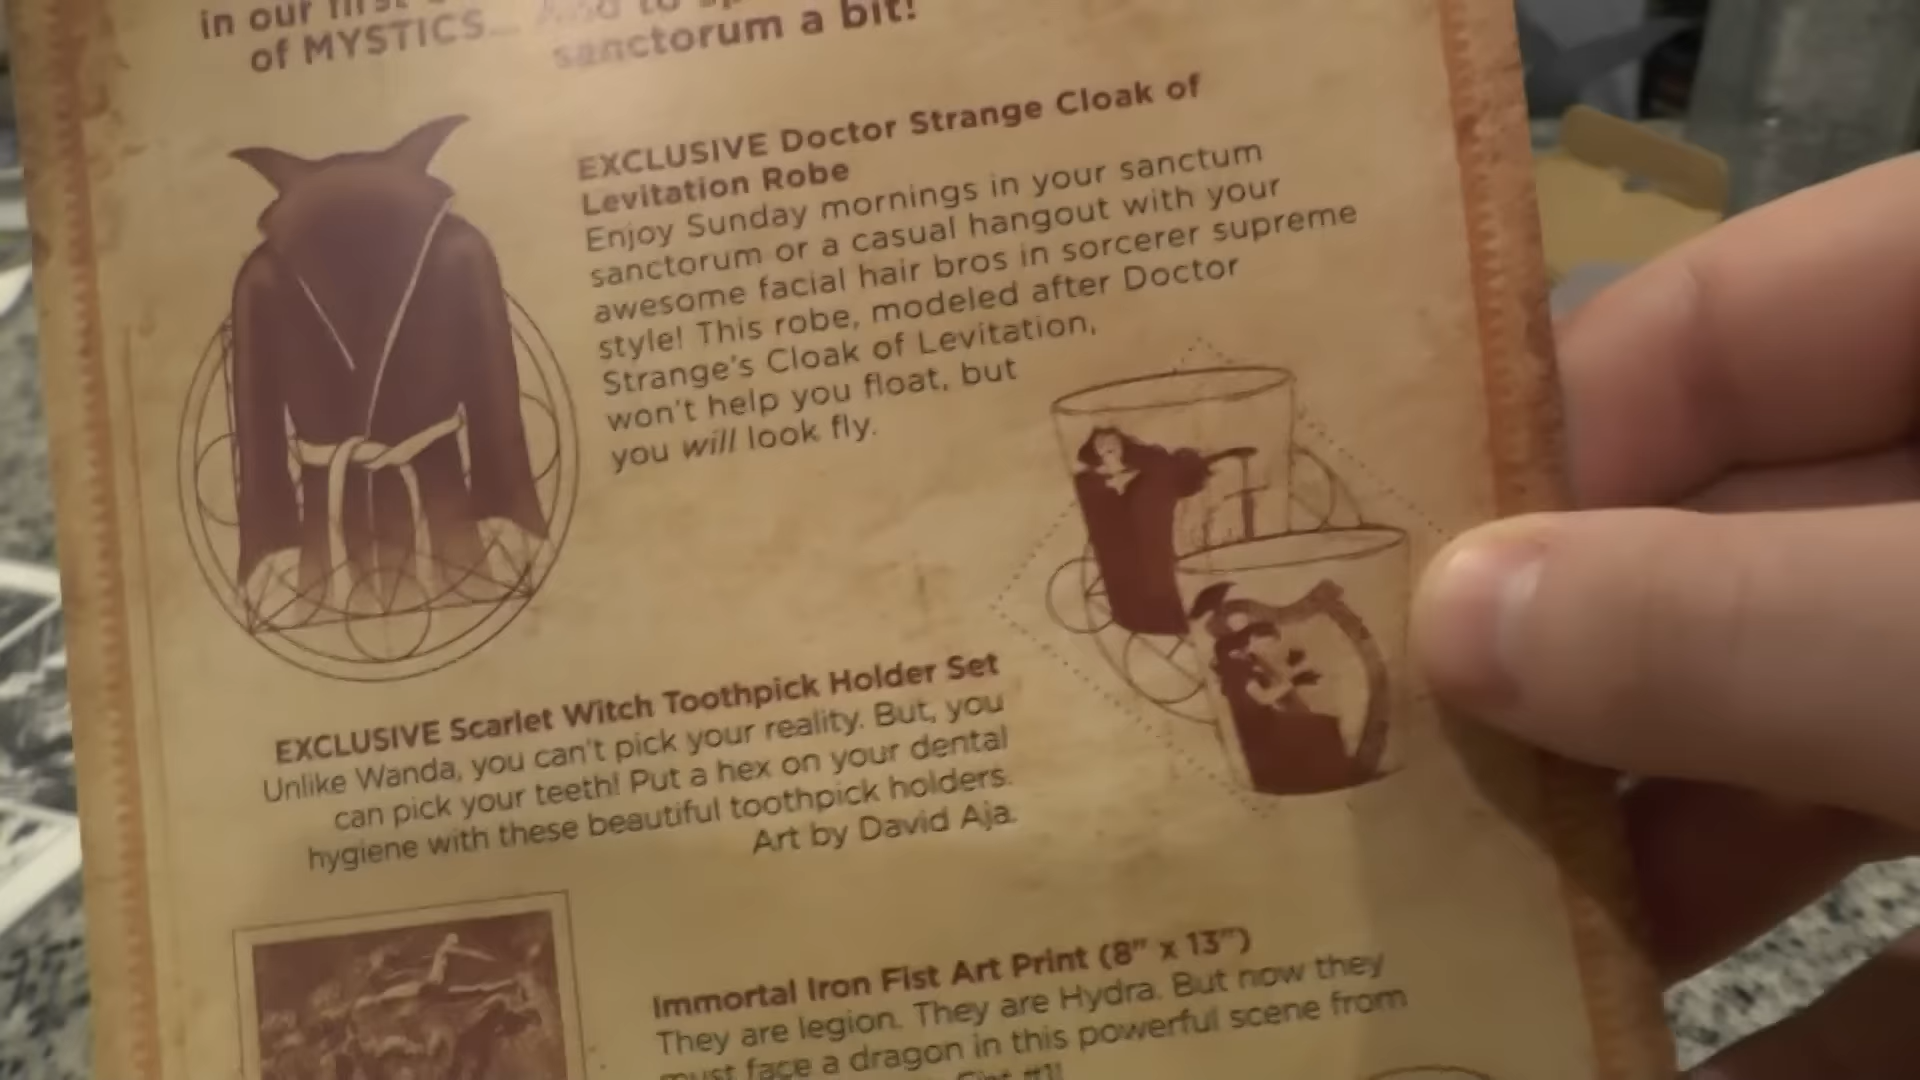 in our first
of MYSTICS... And to
sanctorum a bit!
EXCLUSIVE Doctor Strange Cloak of
Levitation Robe
Enjoy Sunday mornings in your sanctum
sanctorum or a casual hangout with your
awesome facial hair bros in sorcerer supreme
style! This robe, modeled after Doctor
Strange's Cloak of Levitation,
won't help you float, but
you will look fly.
EXCLUSIVE Scarlet Witch Toothpick Holder Set
Unlike Wanda, you can't pick your reality. But, you
can pick your teeth! Put a hex on your dental
hygiene with these beautiful toothpick holders.
Art by David Aja.
Immortal Iron Fist Art Print (8" x 13")
They are legion. They are Hydra. But now they
must face a dragon in this powerful scene from
Fist #1!